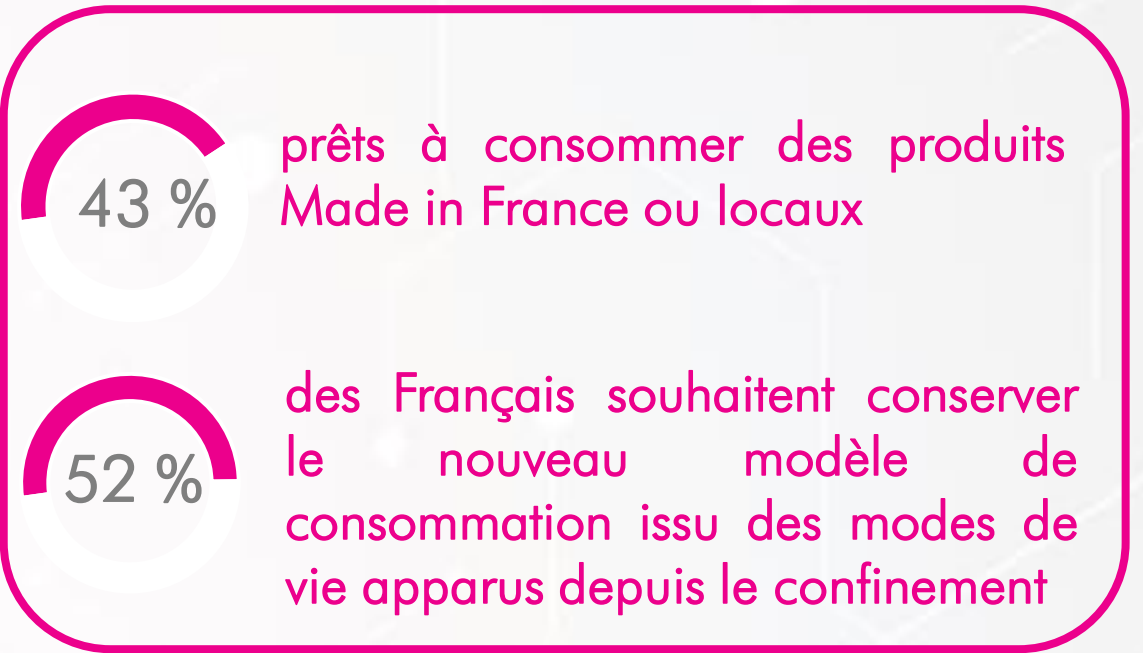 43 %
prêts à consommer des produits
Made in France ou locaux
52 %
des Français souhaitent conserver
le nouveau modèle de
consommation issu des modes de
vie apparus depuis le confinement